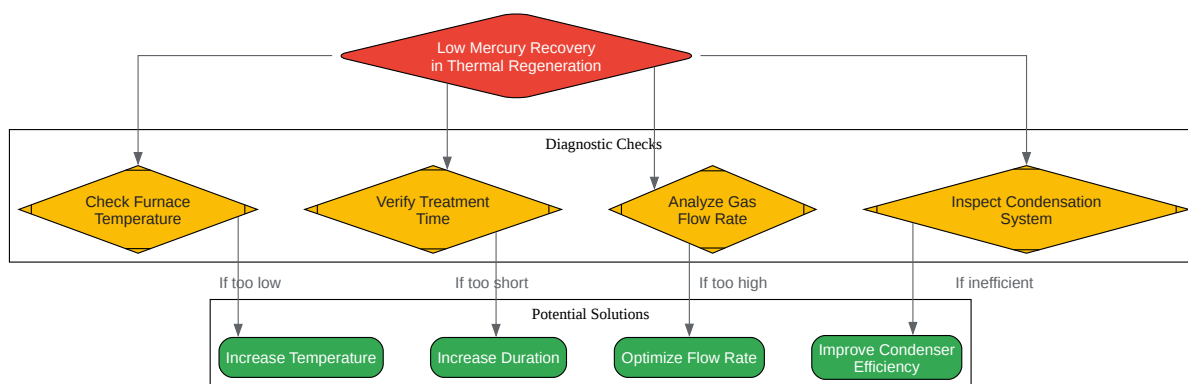 Low Mercury Recovery
in Thermal Regeneration
Diagnostic Checks
Check Furnace
Temperature
Verify Treatment
Time
Analyze Gas
Flow Rate
Inspect Condensation
System
If too low
If too short
If too high
If inefficient
Potential Solutions
Increase Temperature
Increase Duration
Optimize Flow Rate
Improve Condenser
Efficiency